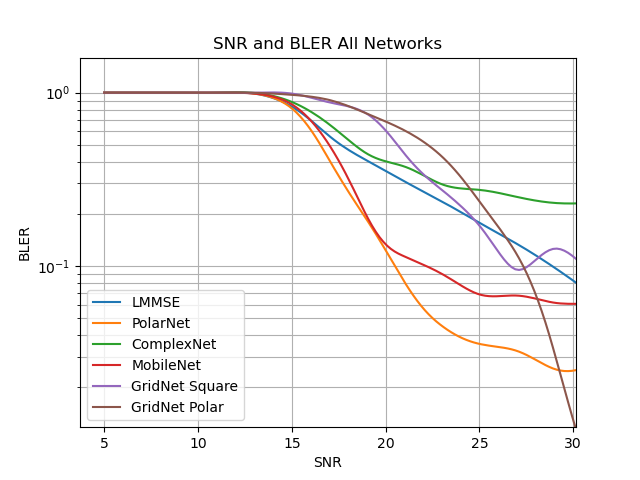 SNR and BLER All Networks
BLER
10⁰
10⁻¹
LMMSE
PolarNet
ComplexNet
MobileNet
GridNet Square
GridNet Polar
5 10 15 20 25 30
SNR